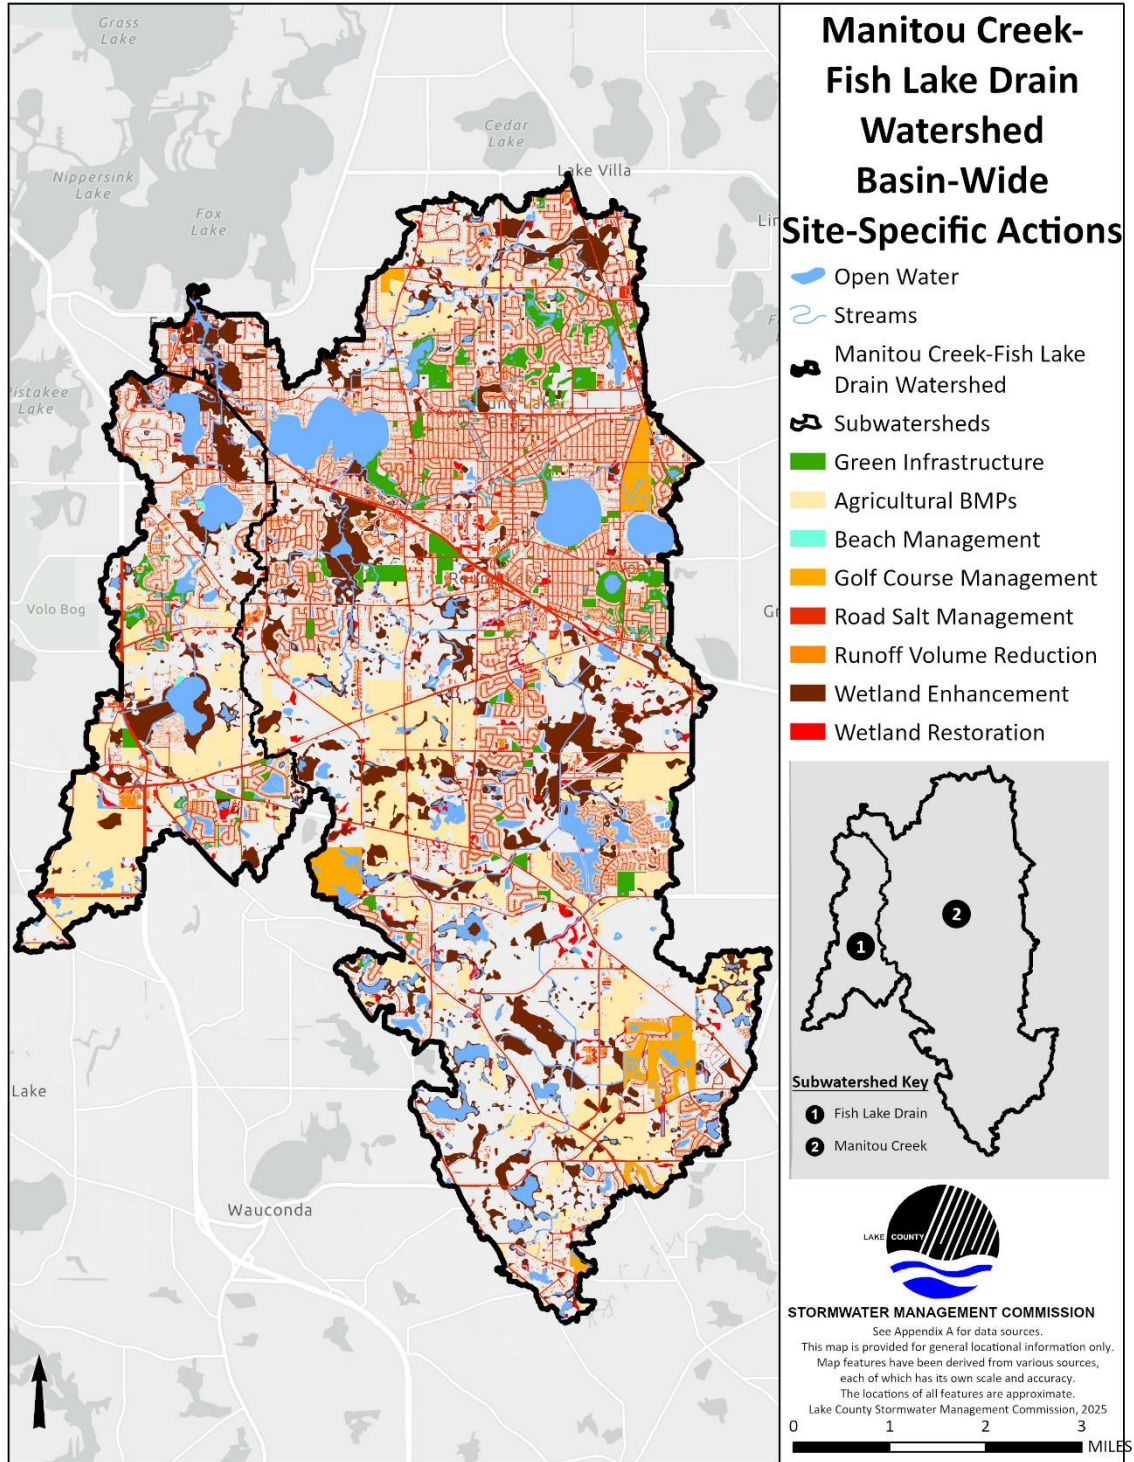 Grass
Lake
Cedar
Lake
Nippersink
Lake
Lake Villa
Fox
Lake
Lin
Pistakee
Lake
Volo Bog
Gr
Lake
Wauconda
Manitou Creek-
Fish Lake Drain
Watershed
Basin-Wide
Site-Specific Actions
Open Water
Streams
Manitou Creek-Fish Lake
Drain Watershed
Subwatersheds
Green Infrastructure
Agricultural BMPs
Beach Management
Golf Course Management
Road Salt Management
Runoff Volume Reduction
Wetland Enhancement
Wetland Restoration
2
1
Subwatershed Key
1 Fish Lake Drain
2 Manitou Creek
LAKE COUNTY
STORMWATER MANAGEMENT COMMISSION
See Appendix A for data sources.
This map is provided for general locational information only.
Map features have been derived from various sources,
each of which has its own scale and accuracy.
The locations of all features are approximate.
Lake County Stormwater Management Commission, 2025
0 1 2 3
MILES